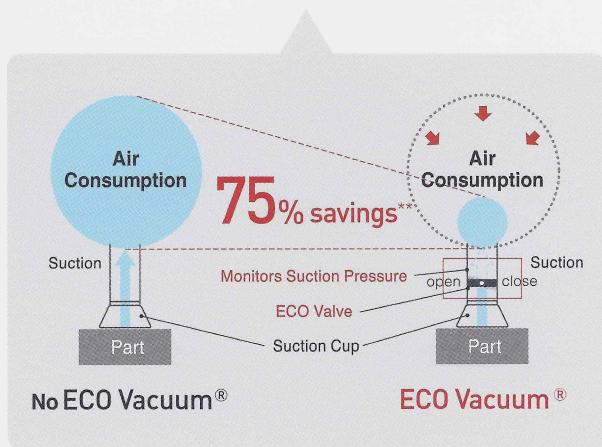 Air
Consumption
75% savings**
Air
Consumption
Suction
Monitors Suction Pressure
open
close
Suction
ECO Valve
Suction Cup
Part
Part
No ECO Vacuum®
ECO Vacuum®